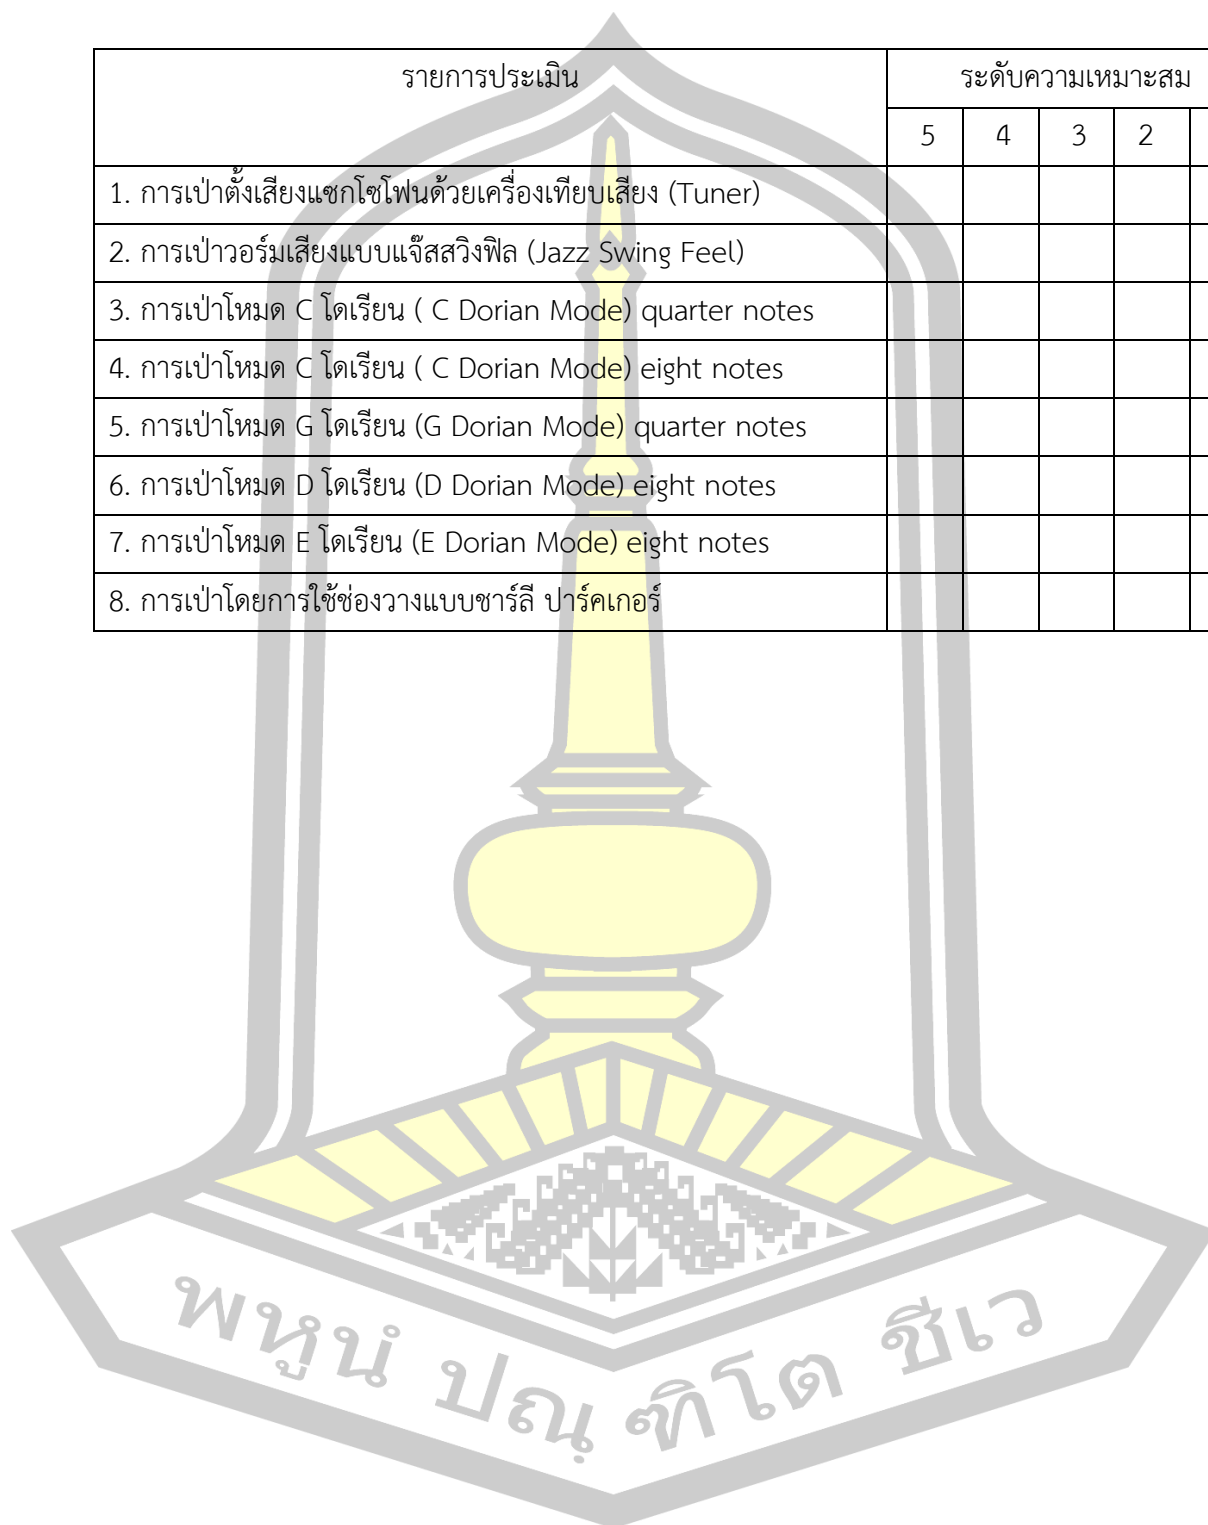 รายการประเมิน ระดับความเหมาะสม
5 4 3 2
1. การเป่าตั้งเสียงแซกโซโฟนด้วยเครื่องเทียบเสียง (Tuner)
2. การเป่าวอร์มเสียงแบบแจ๊สสวิงฟิล (Jazz Swing Feel)
3. การเป่าโหมด C โดเรียน ( C Dorian Mode) quarter notes
4. การเป่าโหมด C โดเรียน ( C Dorian Mode) eight notes
5. การเป่าโหมด G โดเรียน (G Dorian Mode) quarter notes
6. การเป่าโหมด D โดเรียน (D Dorian Mode) eight notes
7. การเป่าโหมด E โดเรียน (E Dorian Mode) eight notes
8. การเป่าโดยการใช้ช่องวางแบบชาร์ลี ปาร์คเกอร์
พหูนํ ปณฺฑิโต ชีเว